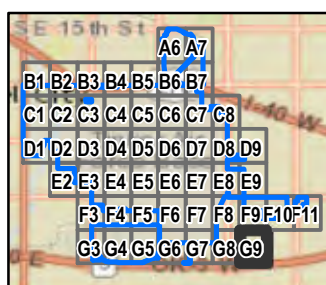 SE 15th St
A6 A7
B1 B2 B3 B4 B5 B6 B7
I-40 W
C1 C2 C3 C4 C5 C6 C7 C8
D1 D2 D3 D4 D5 D6 D7 D8 D9
E2 E3 E4 E5 E6 E7 E8 E9
F3 F4 F5 F6 F7 F8 F9 F10 F11
G3 G4 G5 G6 G7 G8 G9